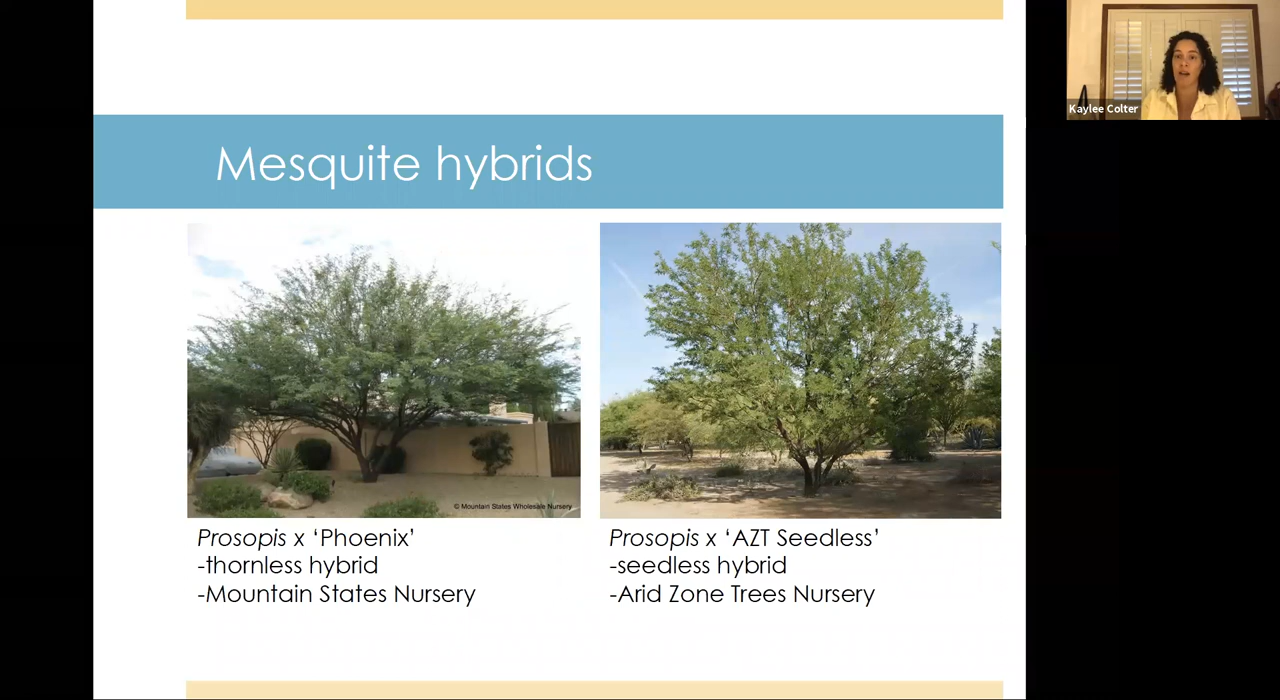 Kaylee Colter
Mesquite hybrids
© Mountain States Wholesale Nursery
Prosopis x ‘Phoenix’
-thornless hybrid
-Mountain States Nursery
Prosopis x ‘AZT Seedless’
-seedless hybrid
-Arid Zone Trees Nursery